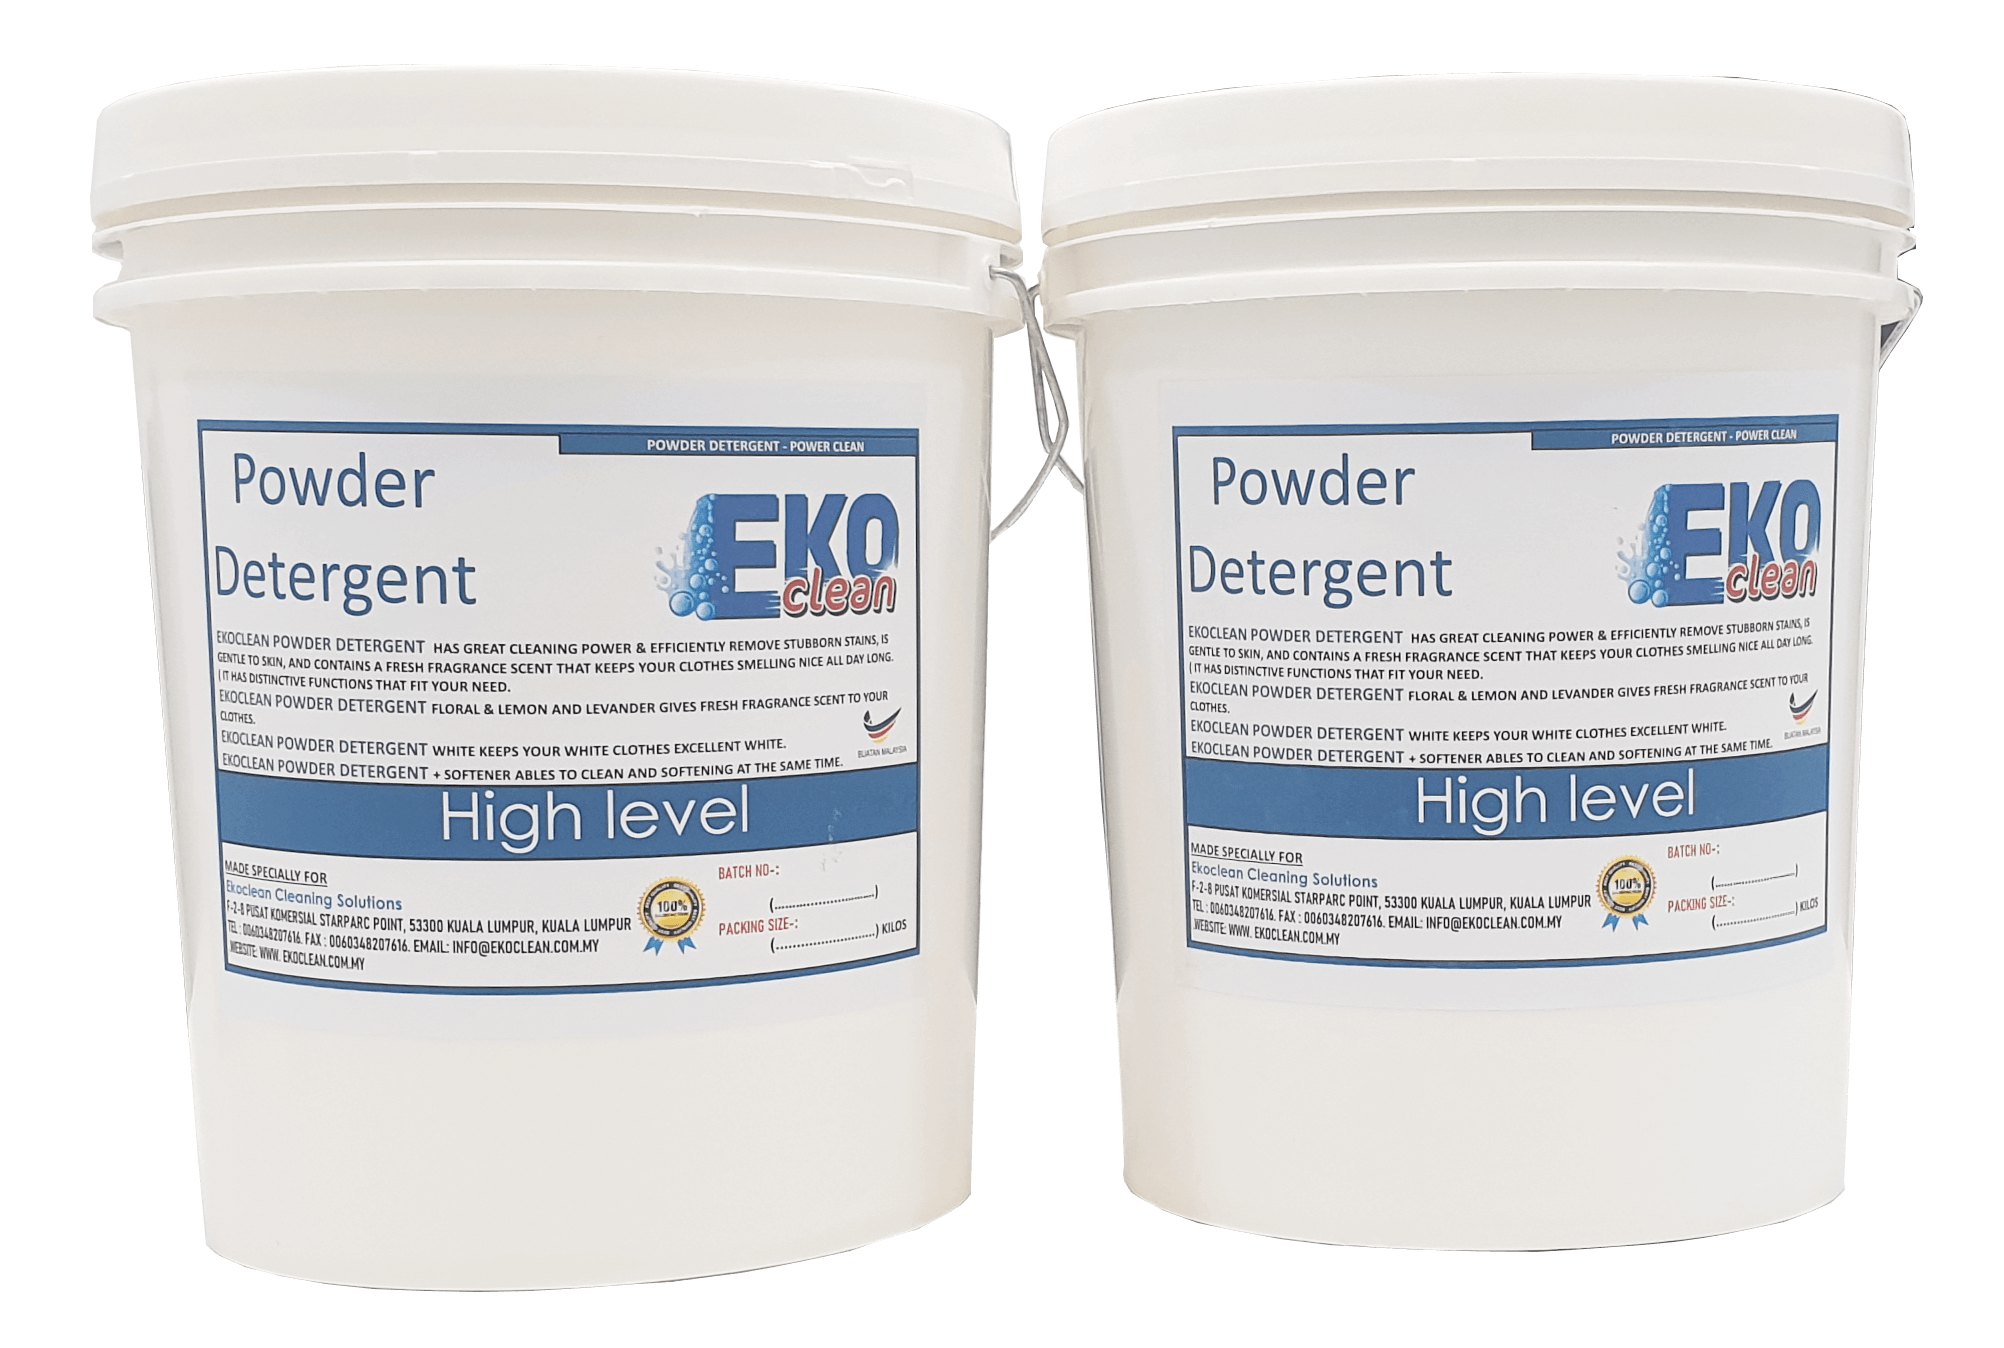 POWDER DETERGENT - POWER CLEAN
Powder
Detergent
EKO
clean
EKOCLEAN POWDER DETERGENT HAS GREAT CLEANING POWER & EFFICIENTLY REMOVE STUBBORN STAINS, IS
GENTLE TO SKIN, AND CONTAINS A FRESH FRAGRANCE SCENT THAT KEEPS YOUR CLOTHES SMELLING NICE ALL DAY LONG.
( IT HAS DISTINCTIVE FUNCTIONS THAT FIT YOUR NEED.
EKOCLEAN POWDER DETERGENT FLORAL & LEMON AND LEVANDER GIVES FRESH FRAGRANCE SCENT TO YOUR
CLOTHES.
EKOCLEAN POWDER DETERGENT WHITE KEEPS YOUR WHITE CLOTHES EXCELLENT WHITE.
EKOCLEAN POWDER DETERGENT + SOFTENER ABLES TO CLEAN AND SOFTENING AT THE SAME TIME.
BUATAN MALAYSIA
High level
MADE SPECIALLY FOR
Ekoclean Cleaning Solutions
F-2-8 PUSAT KOMERSIAL STARPARC POINT, 53300 KUALA LUMPUR, KUALA LUMPUR
TEL : 0060348207616. FAX : 0060348207616. EMAIL: INFO@EKOCLEAN.COM.MY
WEBSITE: WWW. EKOCLEAN.COM.MY
100%
BATCH NO-:
(........................)
PACKING SIZE-:
(........................) KILOS
POWDER DETERGENT - POWER CLEAN
Powder
Detergent
EKO
clean
EKOCLEAN POWDER DETERGENT HAS GREAT CLEANING POWER & EFFICIENTLY REMOVE STUBBORN STAINS, IS
GENTLE TO SKIN, AND CONTAINS A FRESH FRAGRANCE SCENT THAT KEEPS YOUR CLOTHES SMELLING NICE ALL DAY LONG.
( IT HAS DISTINCTIVE FUNCTIONS THAT FIT YOUR NEED.
EKOCLEAN POWDER DETERGENT FLORAL & LEMON AND LEVANDER GIVES FRESH FRAGRANCE SCENT TO YOUR
CLOTHES.
EKOCLEAN POWDER DETERGENT WHITE KEEPS YOUR WHITE CLOTHES EXCELLENT WHITE.
EKOCLEAN POWDER DETERGENT + SOFTENER ABLES TO CLEAN AND SOFTENING AT THE SAME TIME.
BUATAN MALAYSIA
High level
MADE SPECIALLY FOR
Ekoclean Cleaning Solutions
F-2-8 PUSAT KOMERSIAL STARPARC POINT, 53300 KUALA LUMPUR, KUALA LUMPUR
TEL : 0060348207616. FAX : 0060348207616. EMAIL: INFO@EKOCLEAN.COM.MY
WEBSITE: WWW. EKOCLEAN.COM.MY
100%
BATCH NO-:
(........................)
PACKING SIZE-:
(........................) KILOS